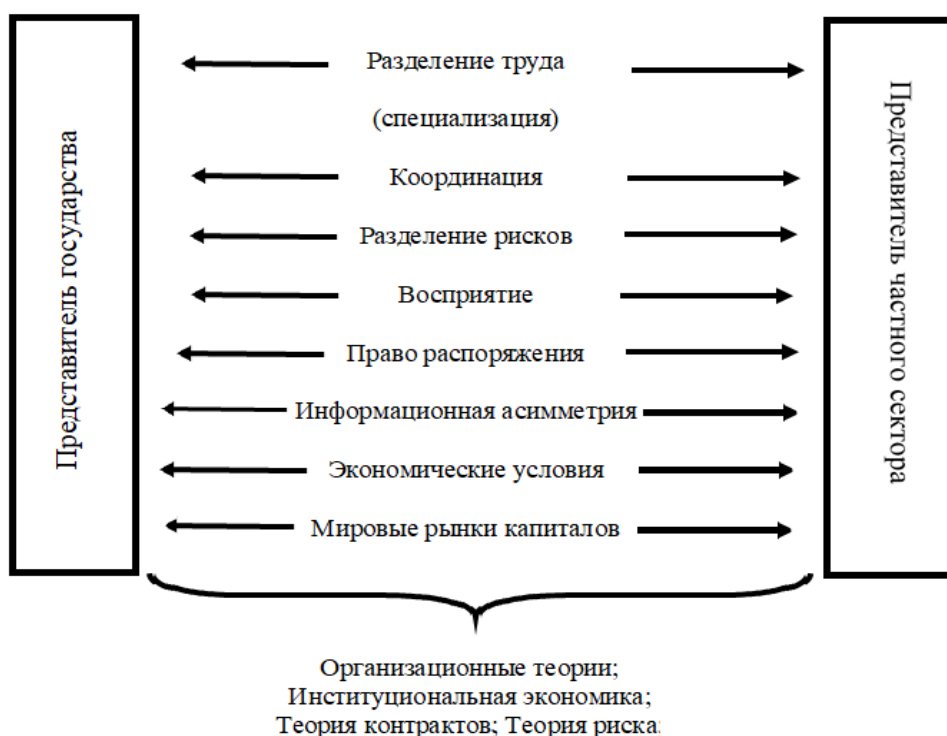 Представитель государства
Разделение труда
(специализация)
Координация
Разделение рисков
Восприятие
Право распоряжения
Информационная асимметрия
Экономические условия
Мировые рынки капиталов
Представитель частного сектора
Организационные теории;
Институциональная экономика;
Теория контрактов; Теория риска.